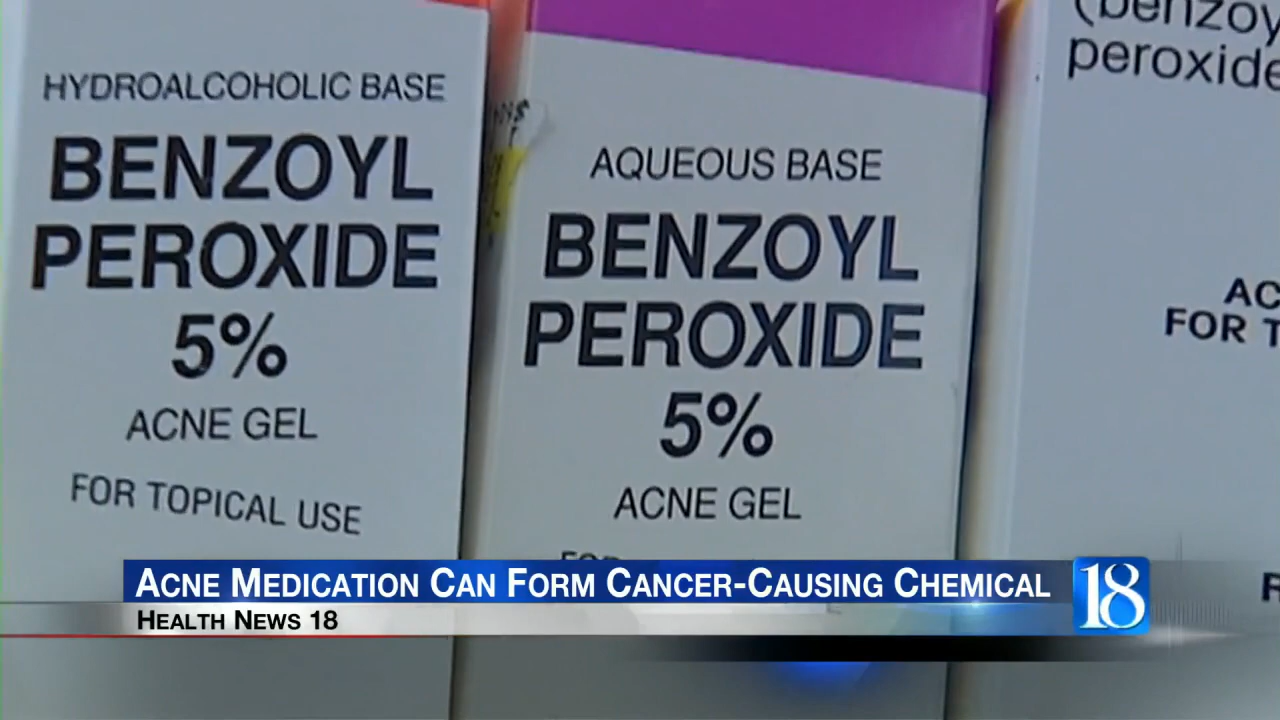 HYDROALCOHOLIC BASE
BENZOYL
PEROXIDE
5%
ACNE GEL
FOR TOPICAL USE
AQUEOUS BASE
BENZOYL
PEROXIDE
5%
ACNE GEL
FOR
(benzoy
peroxide
AC
FOR T
R
ACNE MEDICATION CAN FORM CANCER-CAUSING CHEMICAL
HEALTH NEWS 18
18